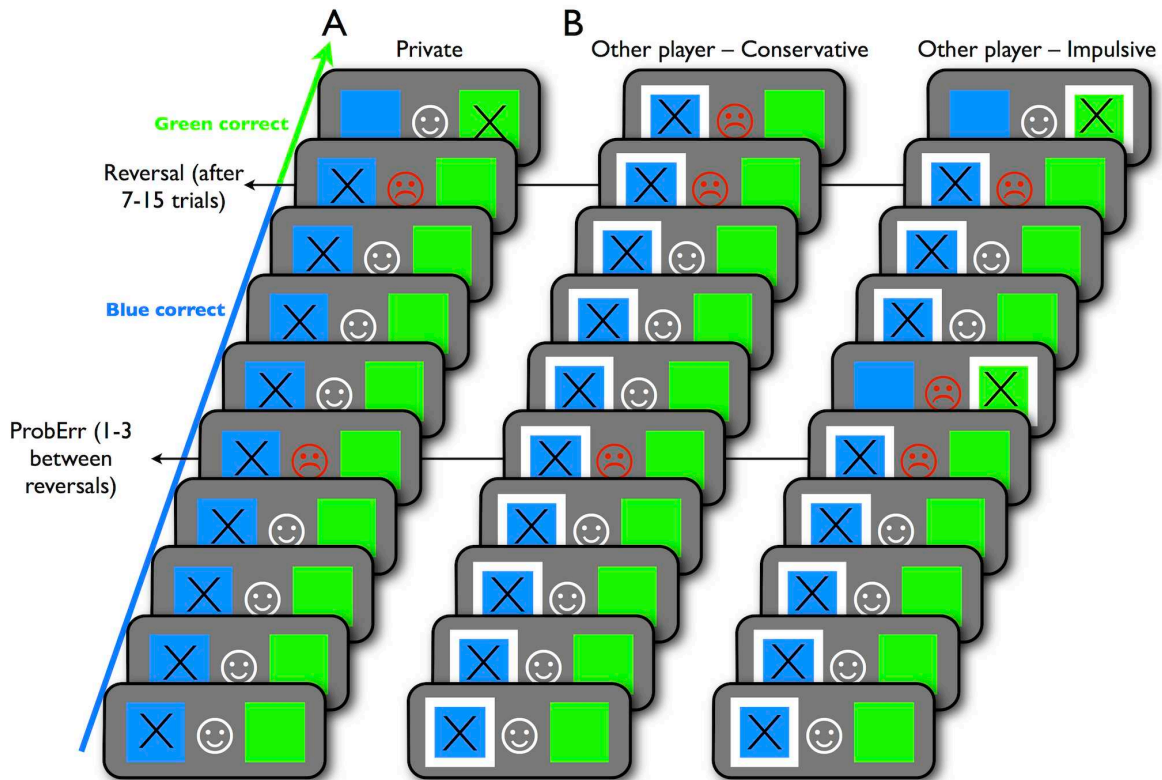 A
B
Private
Other player – Conservative
Other player – Impulsive
Green correct
Reversal (after
7-15 trials)
Blue correct
ProbErr (1-3
between
reversals)